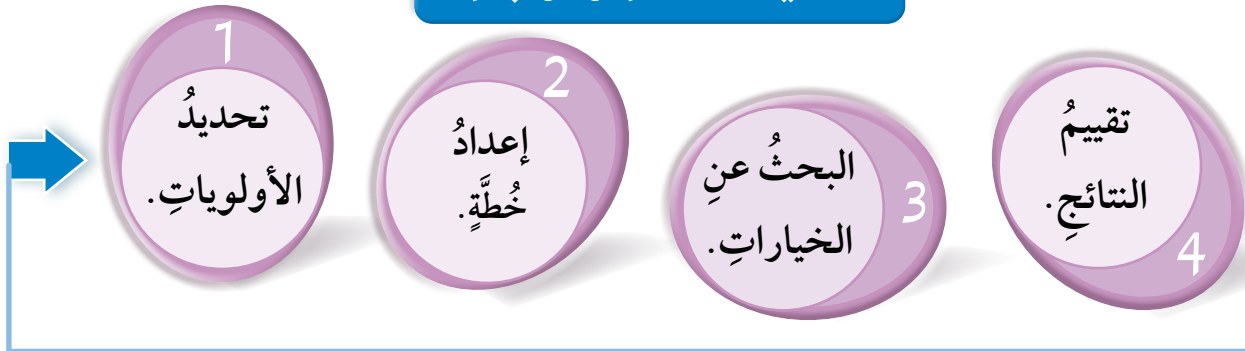 1
تحديدُ
الأولوياتِ.
2
إعدادُ
خُطَّةٍ.
3
البحثُ عنِ
الخياراتِ.
4
تقييمُ
النتائجِ.